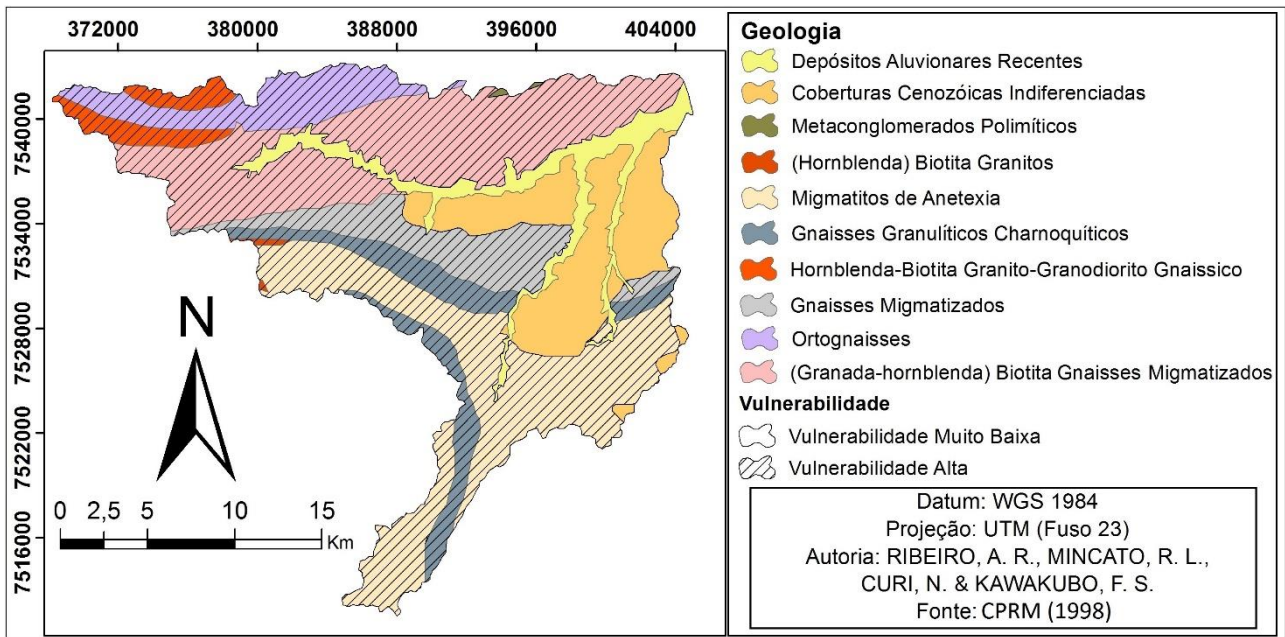 372000 380000 388000 396000 404000
7540000
7534000
7528000
7522000
7516000
N
0 2,5 5 10 15
Km
Geologia
Depósitos Aluvionares Recentes
Coberturas Cenozóicas Indiferenciadas
Metaconglomerados Polimíticos
(Hornblenda) Biotita Granitos
Migmatitos de Anetexia
Gnaisses Granulíticos Charnoquíticos
Hornblenda-Biotita Granito-Granodiorito Gnaissico
Gnaisses Migmatizados
Ortognaisses
(Granada-hornblenda) Biotita Gnaisses Migmatizados
Vulnerabilidade
Vulnerabilidade Muito Baixa
Vulnerabilidade Alta
Datum: WGS 1984
Projeção: UTM (Fuso 23)
Autoria: RIBEIRO, A. R., MINCATO, R. L.,
CURI, N. & KAWAKUBO, F. S.
Fonte: CPRM (1998)